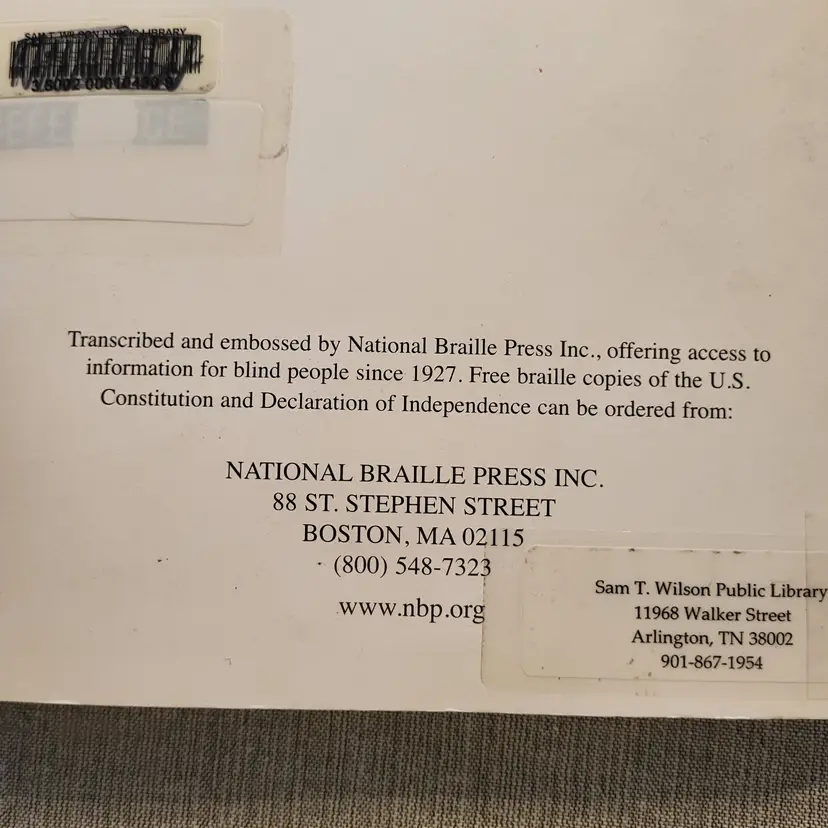 SAM T. WILSON PUBLIC LIBRARY
Transcribed and embossed by National Braille Press Inc., offering access to
information for blind people since 1927. Free braille copies of the U.S.
Constitution and Declaration of Independence can be ordered from:
NATIONAL BRAILLE PRESS INC.
88 ST. STEPHEN STREET
BOSTON, MA 02115
(800) 548-7323
www.nbp.org
Sam T. Wilson Public Library
11968 Walker Street
Arlington, TN 38002
901-867-1954